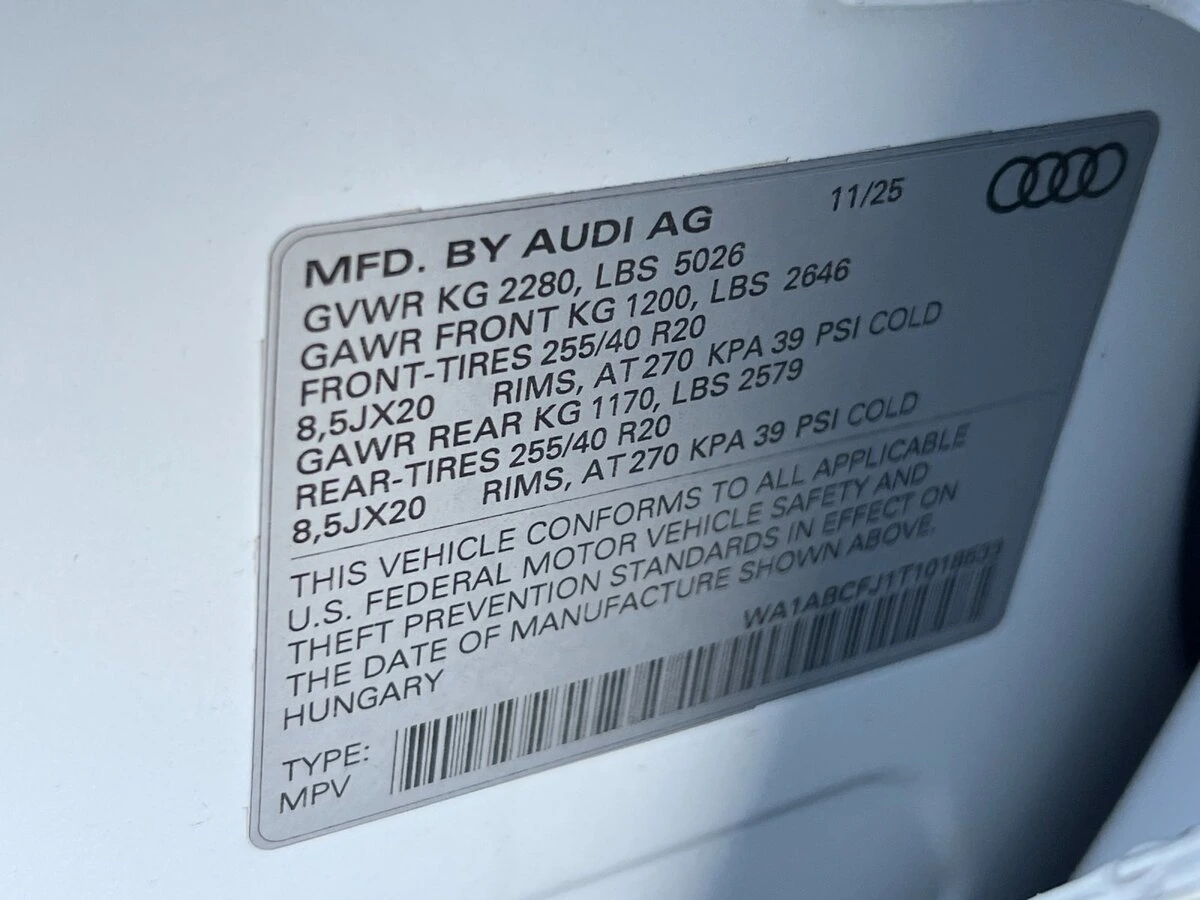 MFD. BY AUDI AG 11/25
GVWR KG 2280, LBS 5026
GAWR FRONT KG 1200, LBS 2646
FRONT-TIRES 255/40 R20
8,5JX20 RIMS, AT 270 KPA 39 PSI COLD
GAWR REAR KG 1170, LBS 2579
REAR-TIRES 255/40 R20
8,5JX20 RIMS, AT 270 KPA 39 PSI COLD
THIS VEHICLE CONFORMS TO ALL APPLICABLE
U.S. FEDERAL MOTOR VEHICLE SAFETY AND
THEFT PREVENTION STANDARDS IN EFFECT ON
THE DATE OF MANUFACTURE SHOWN ABOVE.
HUNGARY
TYPE:
MPV